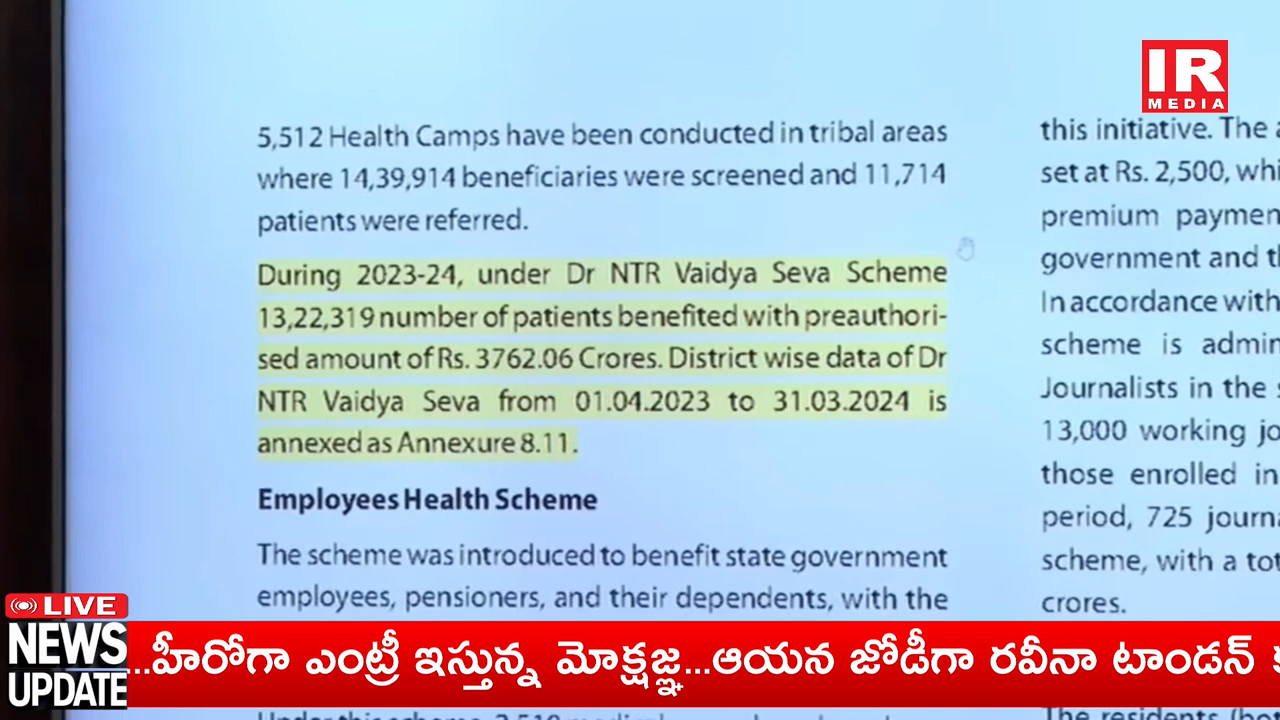 IR
MEDIA
5,512 Health Camps have been conducted in tribal areas
where 14,39,914 beneficiaries were screened and 11,714
patients were referred.
During 2023-24, under Dr NTR Vaidya Seva Scheme
13,22,319 number of patients benefited with preauthori-
sed amount of Rs. 3762.06 Crores. District wise data of Dr
NTR Vaidya Seva from 01.04.2023 to 31.03.2024 is
annexed as Annexure 8.11.
Employees Health Scheme
The scheme was introduced to benefit state government
employees, pensioners, and their dependents, with the
this initiative. The
set at Rs. 2,500,
premium
government and
In accordance with
scheme is
Journalists in the
13,000 working
those enrolled in
period, 725
scheme, with a
crores.
The residents
LIVE
NEWS
UPDATE
...హీరోగా ఎంట్రీ ఇస్తున్న మోక్షజ్ఞ...ఆయన జోడీగా రవీనా టాండన్